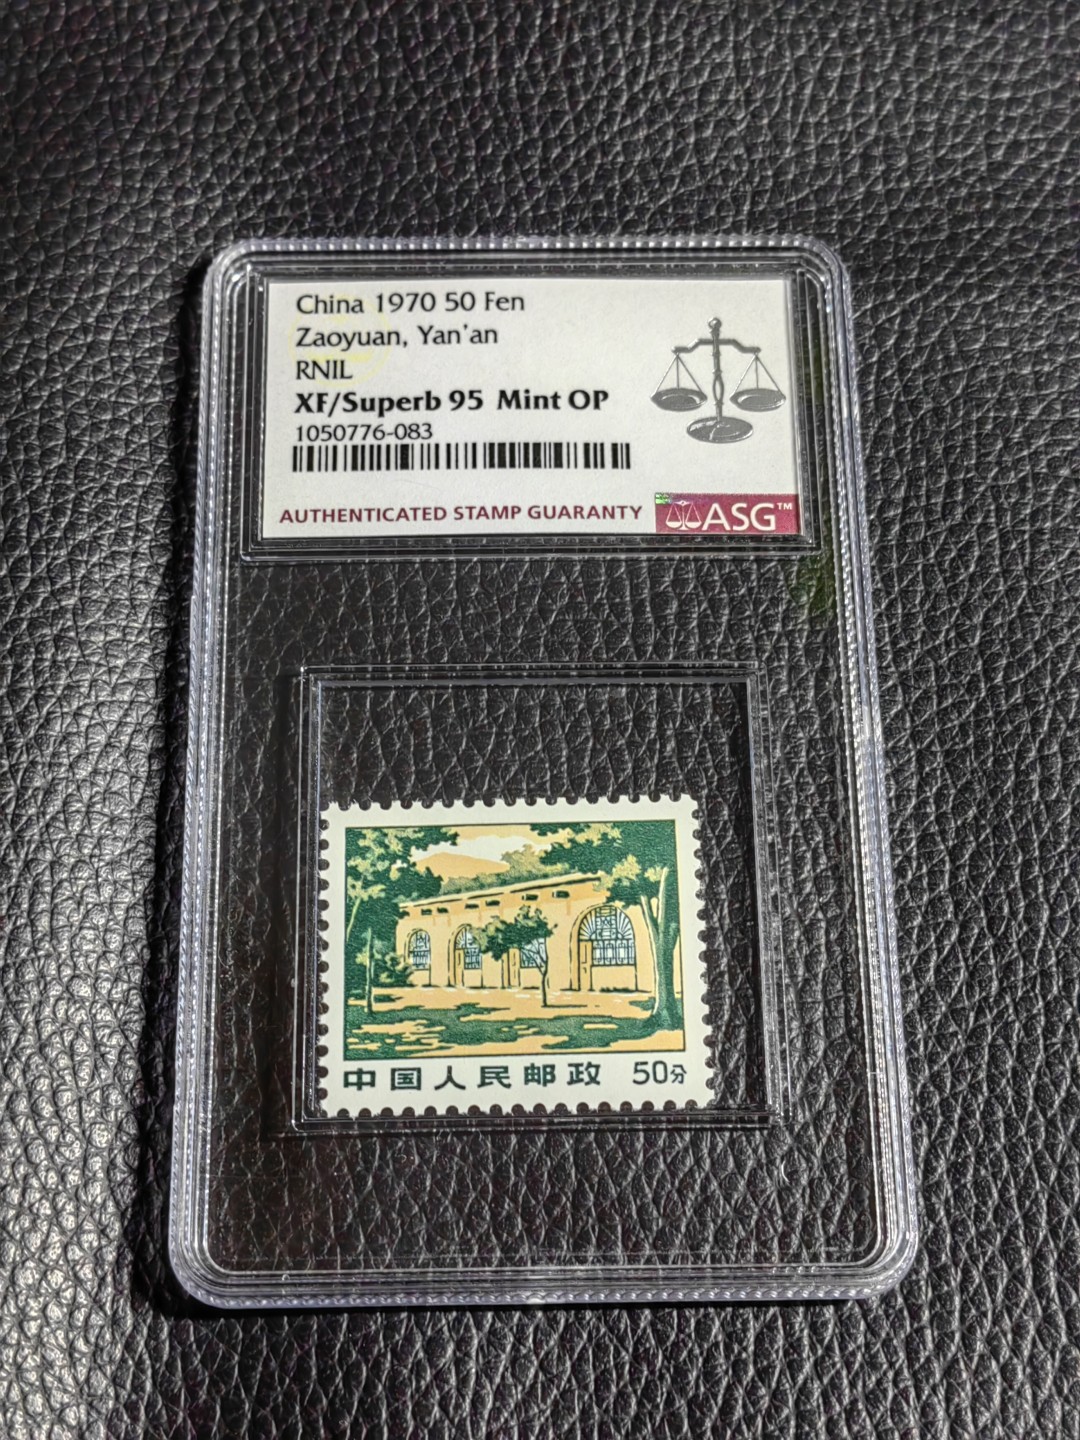 China 1970 50 Fen
Zaoyuan, Yan'an
RNIL
XF/Superb 95 Mint OP
1050776-083
AUTHENTICATED STAMP GUARANTY ASG™
中国人民邮政 50分